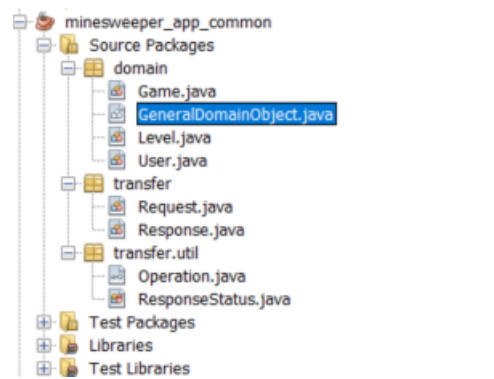 minesweeper_app_common
Source Packages
domain
Game.java
GeneralDomainObject.java
Level.java
User.java
transfer
Request.java
Response.java
transfer.util
Operation.java
ResponseStatus.java
Test Packages
Libraries
Test Libraries